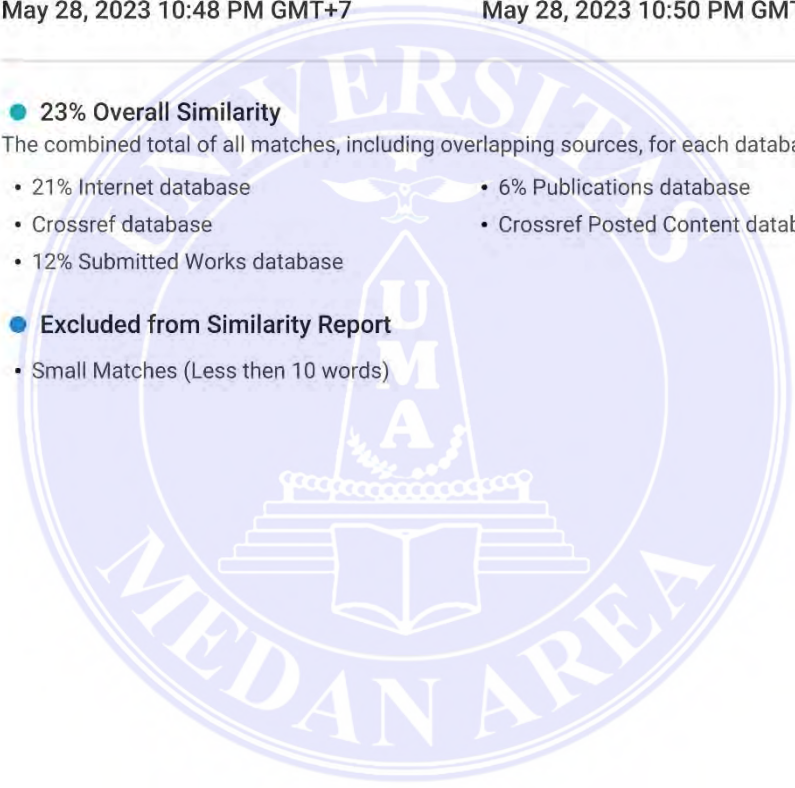 May 28, 2023 10:48 PM GMT+7 May 28, 2023 10:50 PM GMT
23% Overall Similarity
The combined total of all matches, including overlapping sources, for each databa
• 21% Internet database • 6% Publications database
• Crossref database • Crossref Posted Content datab
• 12% Submitted Works database
Excluded from Similarity Report
• Small Matches (Less then 10 words)
UNIVERSITAS
UMA
MEDAN AREA